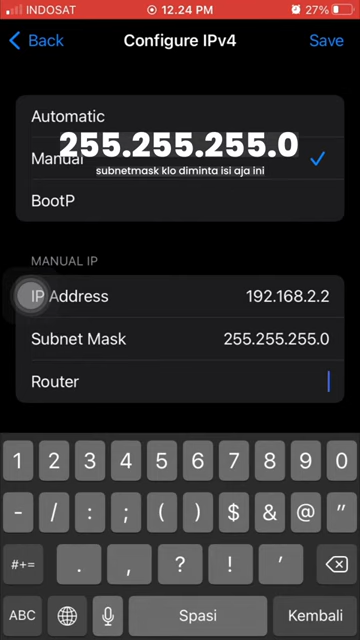 INDOSAT 12.24 PM 27%
Back Configure IPv4 Save
Automatic
Manual
255.255.255.0
subnetmask klo diminta isi aja ini
BootP
MANUAL IP
IP Address 192.168.2.2
Subnet Mask 255.255.255.0
Router
1 2 3 4 5 6 7 8 9 0
- / : ; ( ) $ & @ "
#+= . , ? ! '
ABC Spasi Kembali